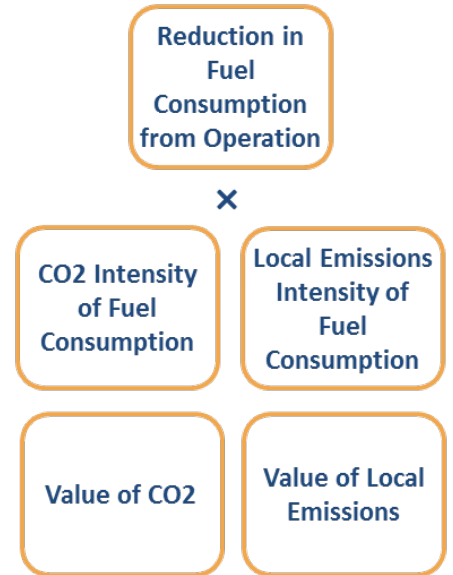 Reduction in
Fuel
Consumption
from Operation
×
CO2 Intensity
of Fuel
Consumption
Local Emissions
Intensity of
Fuel
Consumption
Value of CO2
Value of Local
Emissions